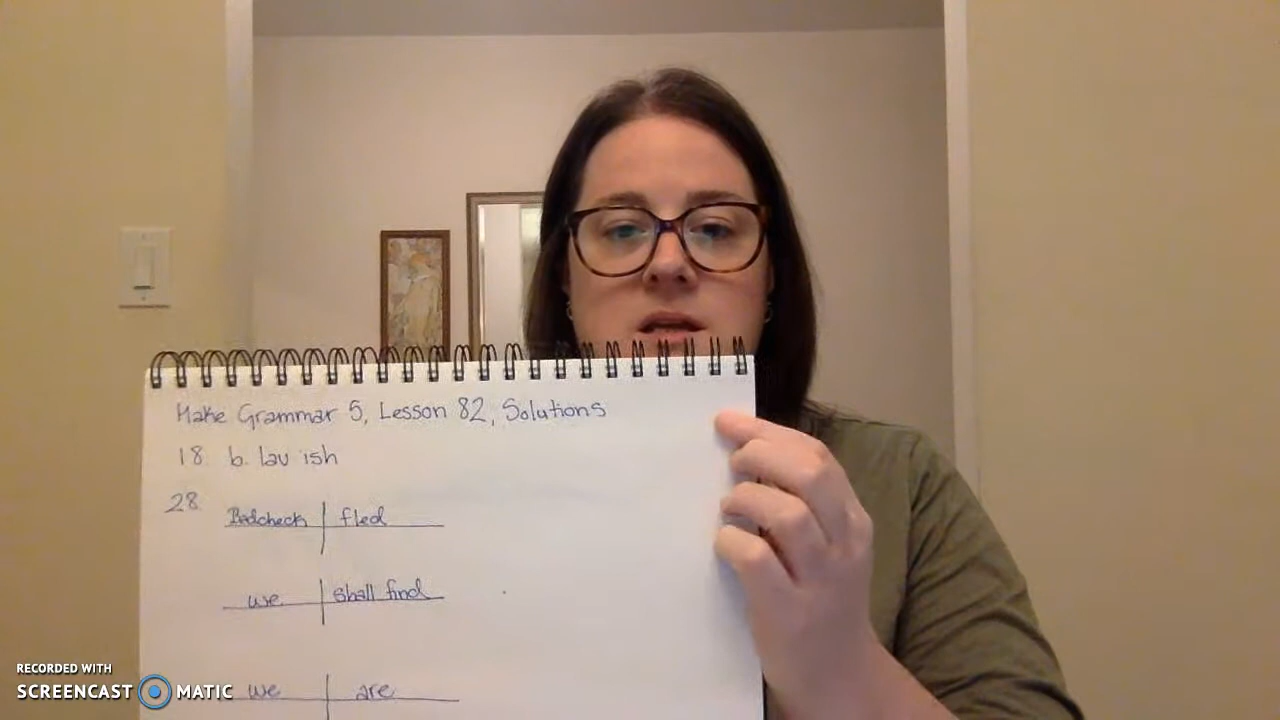 Make Grammar 5, Lesson 82, Solutions
18 b. lav ish
28. fled
we shall find
we are
RECORDED WITH
SCREENCAST MATIC